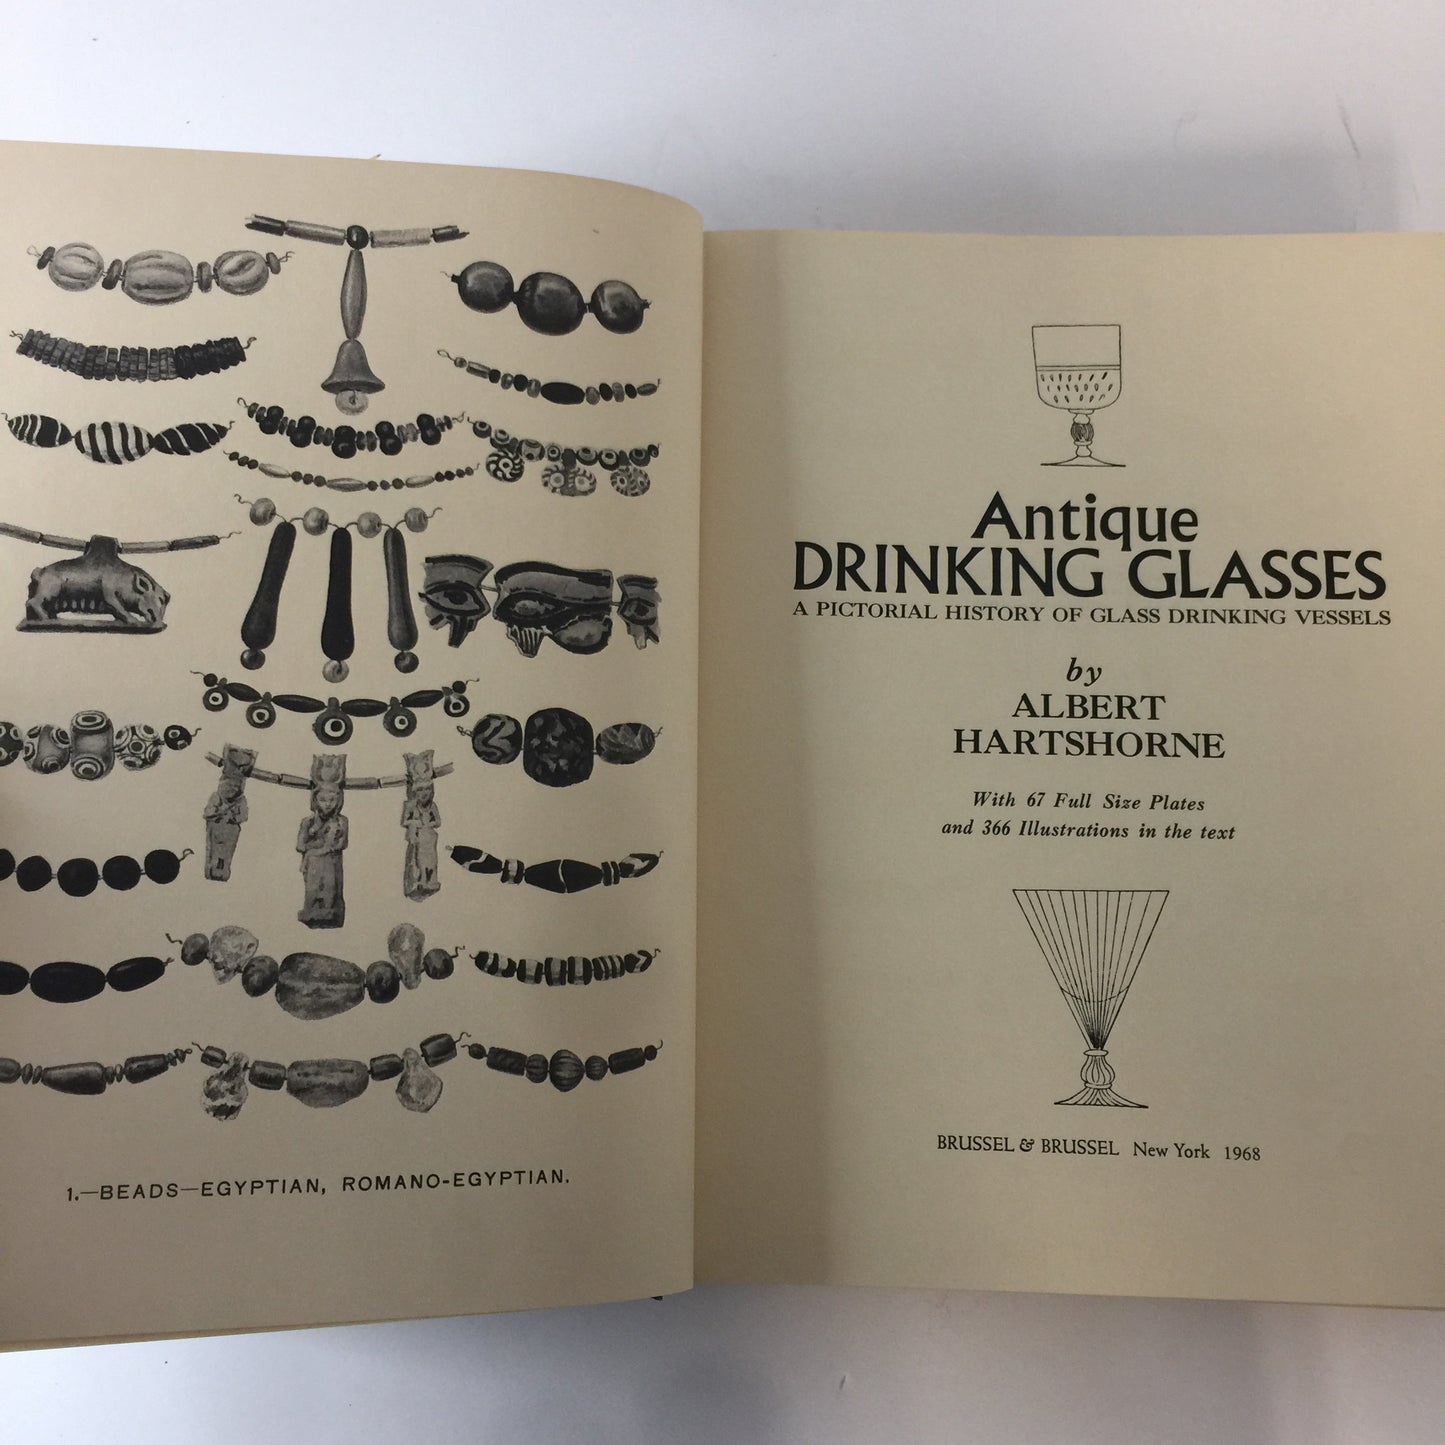 1.—BEADS—EGYPTIAN, ROMANO-EGYPTIAN.
Antique
DRINKING GLASSES
A PICTORIAL HISTORY OF GLASS DRINKING VESSELS
by
ALBERT
HARTSHORNE
With 67 Full Size Plates
and 366 Illustrations in the text
BRUSSEL & BRUSSEL New York 1968